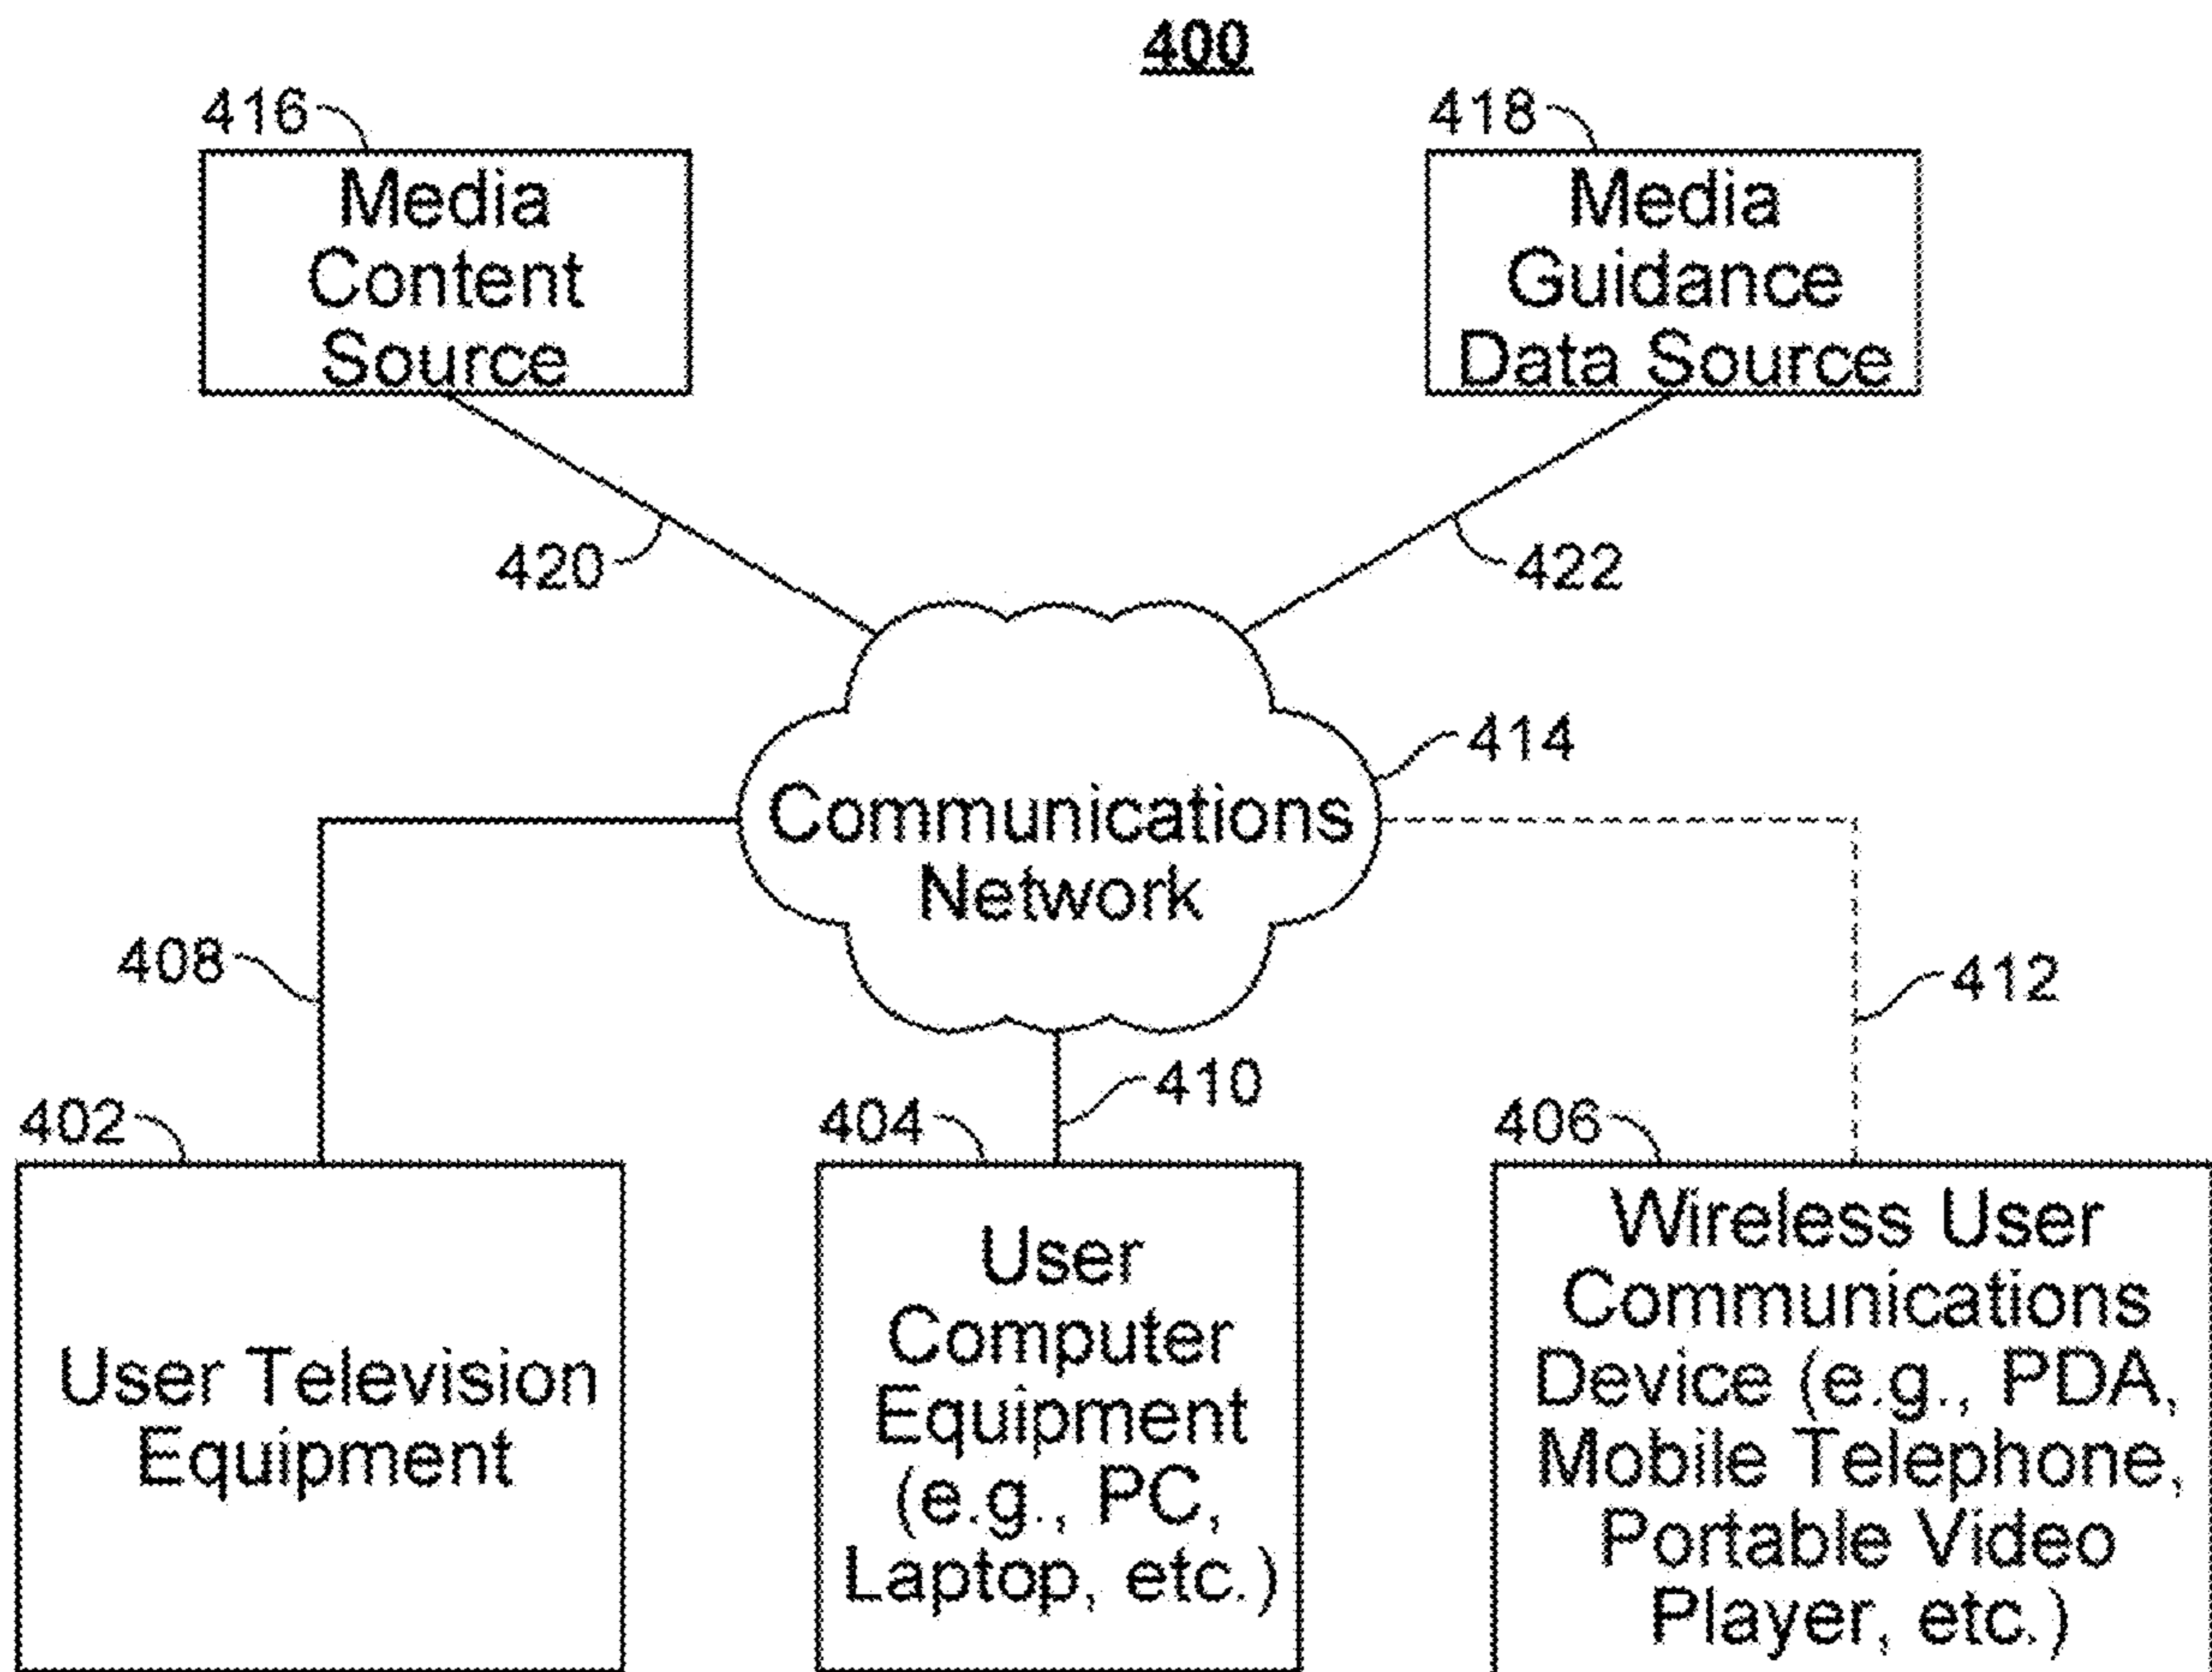 400
416
418
Media
Content
Source
Media
Guidance
Data Source
420
422
414
Communications
Network
408
412
410
402
404
406
User Television
Equipment
User
Computer
Equipment
(e.g., PC,
Laptop, etc.)
Wireless User
Communications
Device (e.g., PDA,
Mobile Telephone,
Portable Video
Player, etc.)